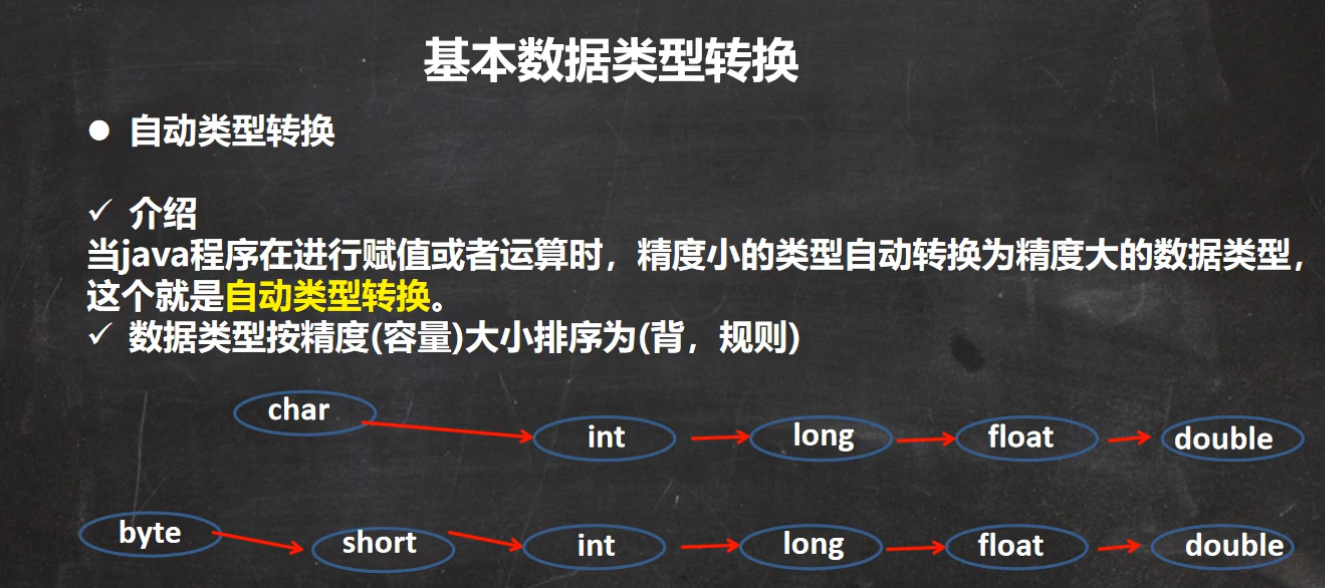 基本数据类型转换
● 自动类型转换
✓ 介绍
当java程序在进行赋值或者运算时，精度小的类型自动转换为精度大的数据类型，
这个就是自动类型转换。
✓ 数据类型按精度(容量)大小排序为(背，规则)
char int long float double
byte short int long float double